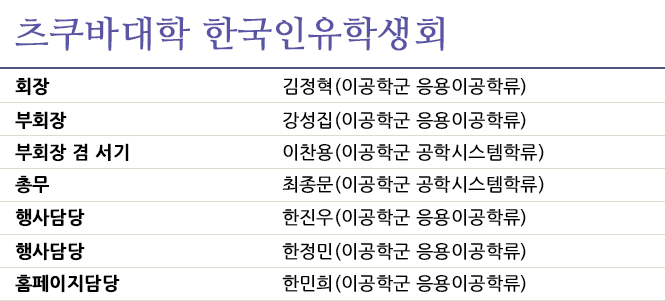 츠쿠바대학 한국인유학생회
회장 김정혁(이공학군 응용이공학류)
부회장 강성집(이공학군 응용이공학류)
부회장 겸 서기 이찬용(이공학군 공학시스템학류)
총무 최종문(이공학군 공학시스템학류)
행사담당 한진우(이공학군 응용이공학류)
행사담당 한정민(이공학군 응용이공학류)
홈페이지담당 한민희(이공학군 응용이공학류)